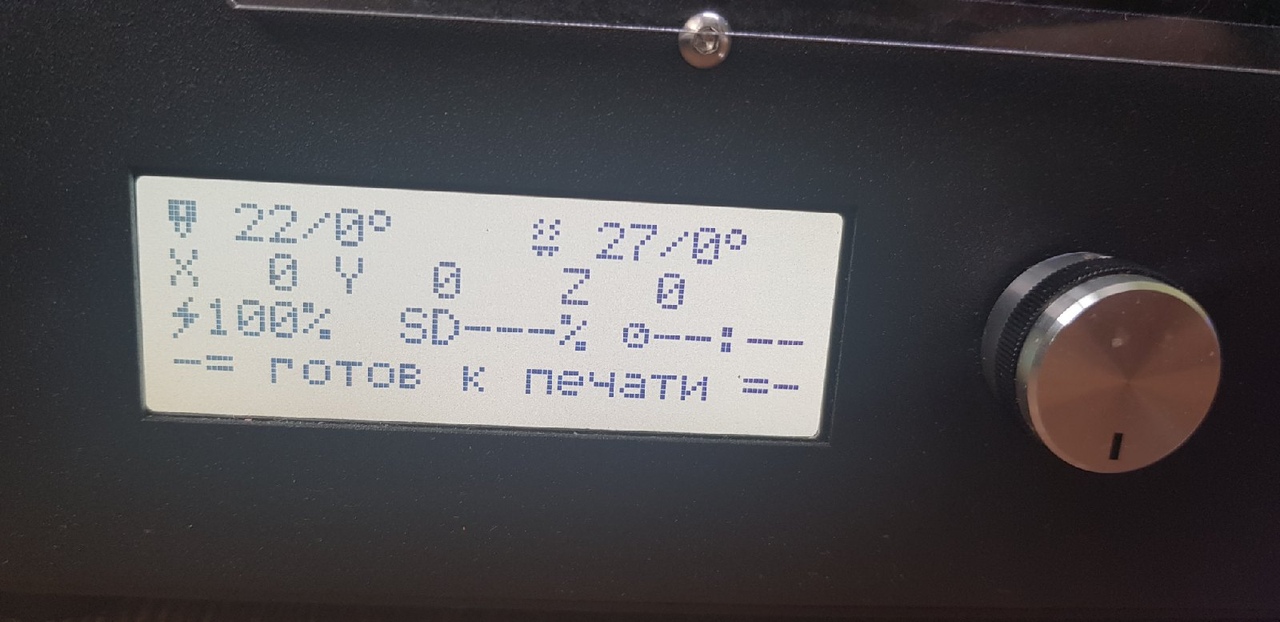 22/0° 27/0°
X 0 Y 0 Z 0
100% SD---% --:--
-= готов к печати =-